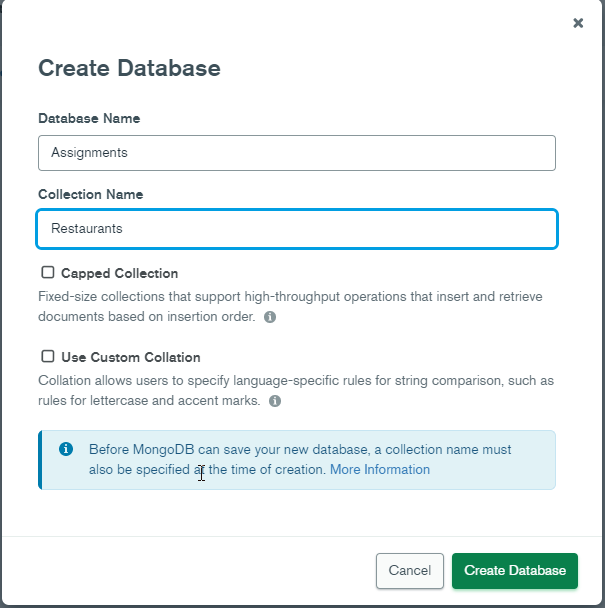 Create Database
Database Name
Assignments
Collection Name
Restaurants
Capped Collection
Fixed-size collections that support high-throughput operations that insert and retrieve
documents based on insertion order.
Use Custom Collation
Collation allows users to specify language-specific rules for string comparison, such as
rules for lettercase and accent marks.
Before MongoDB can save your new database, a collection name must
also be specified at the time of creation. More Information
Cancel
Create Database